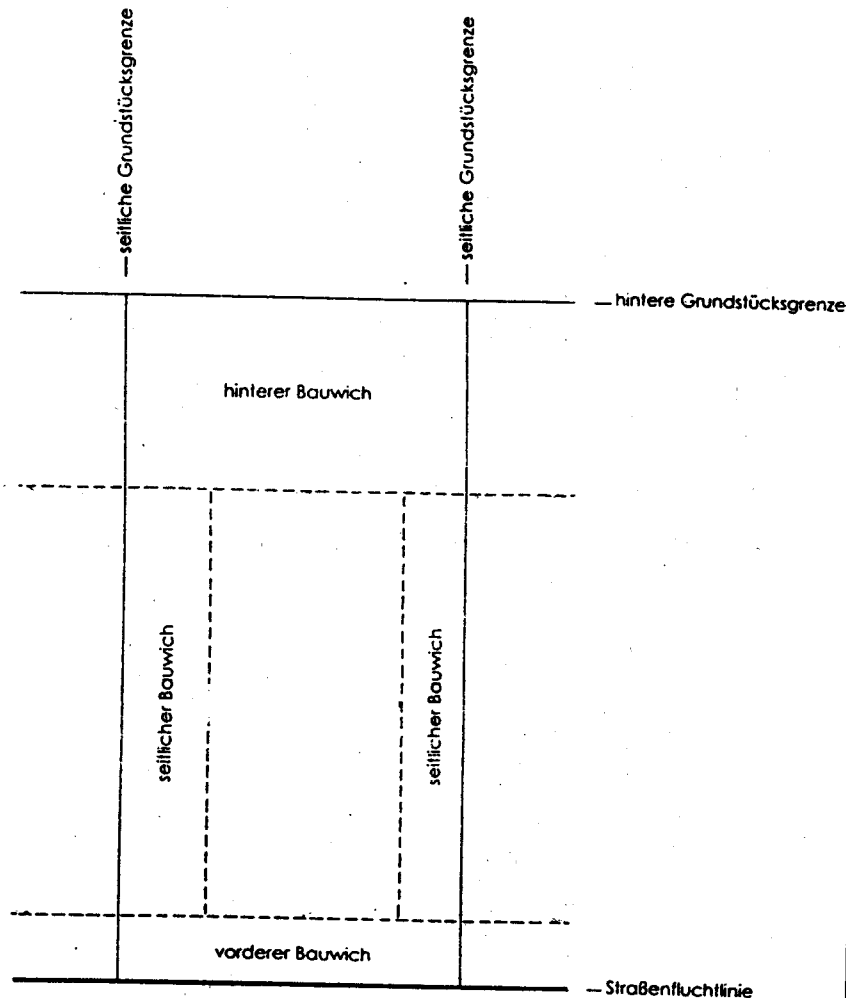 — seitliche Grundstücksgrenze
— seitliche Grundstücksgrenze
— hintere Grundstücksgrenze
hinterer Bauwich
seitlicher Bauwich
seitlicher Bauwich
vorderer Bauwich
— Straßenfluchtlinie